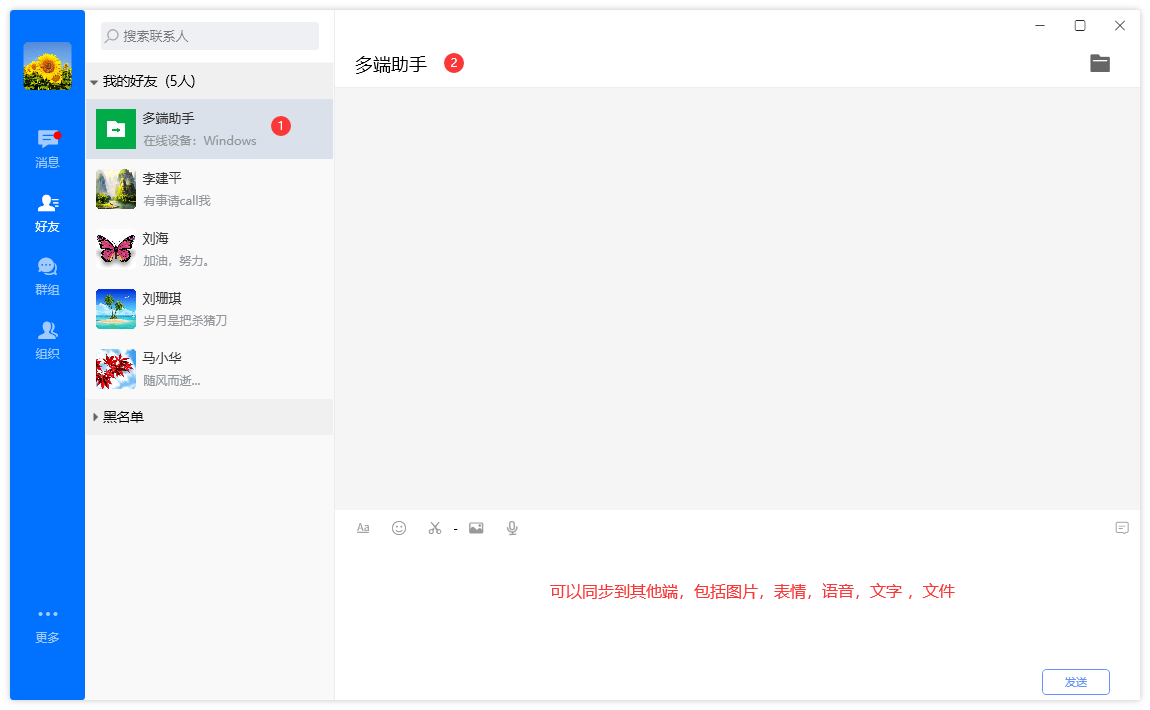 搜索联系人
我的好友（5人）
多端助手
在线设备：Windows
1
李建平
有事请call我
刘海
加油，努力。
刘珊琪
岁月是把杀猪刀
马小华
随风而逝...
黑名单
消息
好友
群组
组织
更多
多端助手 2
Aa
可以同步到其他端，包括图片，表情，语音，文字 ，文件
发送